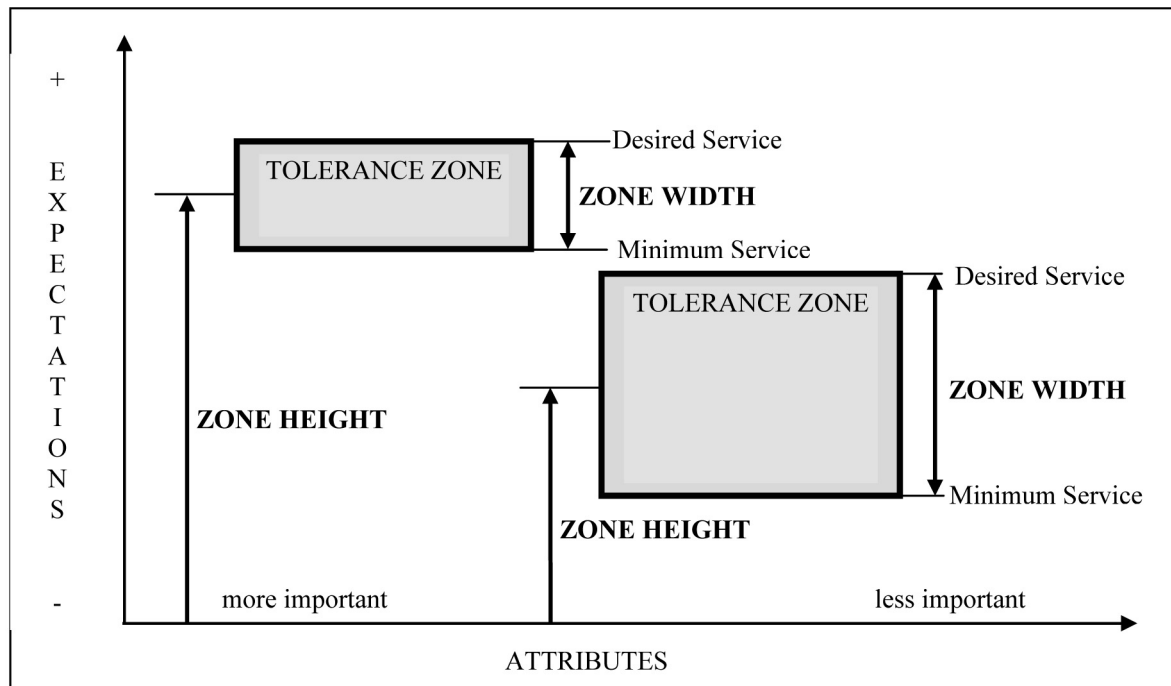 +
EXPECTATIONS
-
Desired Service
TOLERANCE ZONE
ZONE WIDTH
Minimum Service
Desired Service
TOLERANCE ZONE
ZONE WIDTH
ZONE HEIGHT
Minimum Service
ZONE HEIGHT
more important
less important
ATTRIBUTES